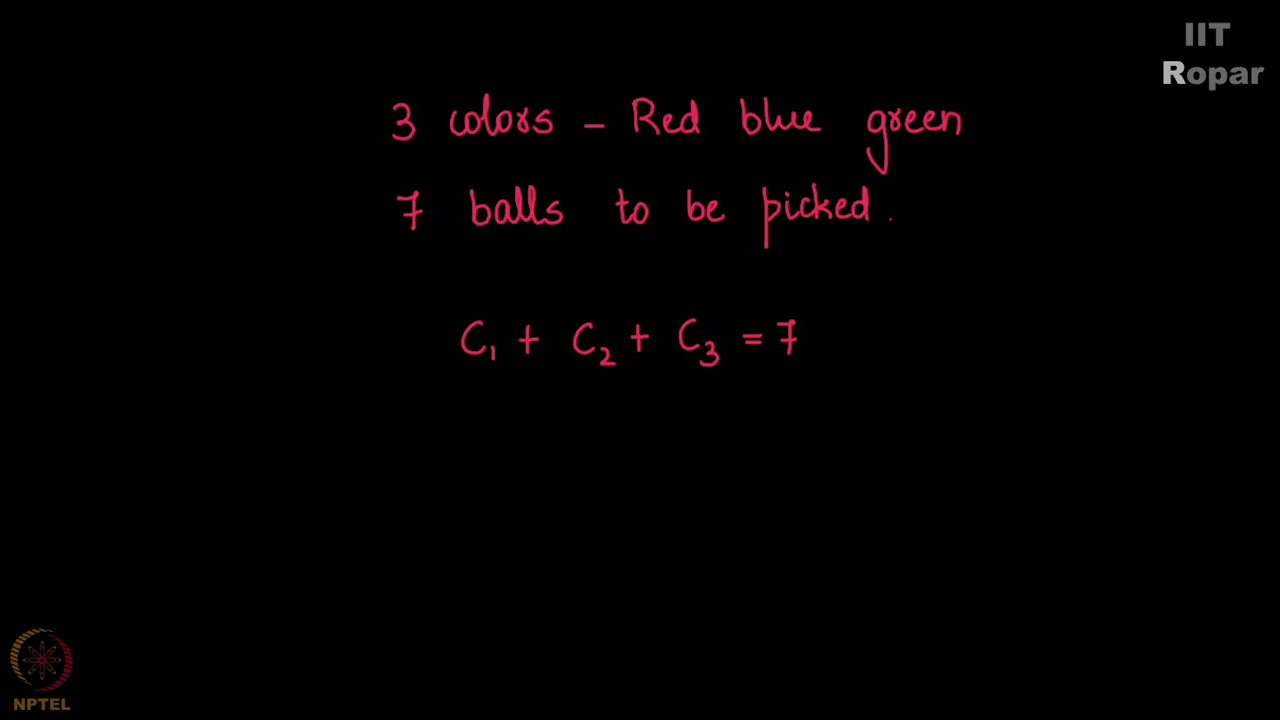 IIT
Ropar
3 colors - Red blue green
7 balls to be picked.
C₁ + C₂ + C₃ = 7
NPTEL